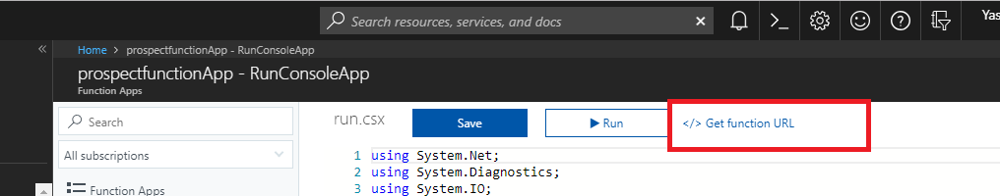 Search resources, services, and docs
Yas
Home > prospectfunctionApp - RunConsoleApp
prospectfunctionApp - RunConsoleApp
Function Apps
Search
All subscriptions
Function Apps
run.csx
Save
Run
</> Get function URL
1 using System.Net;
2 using System.Diagnostics;
3 using System.IO;